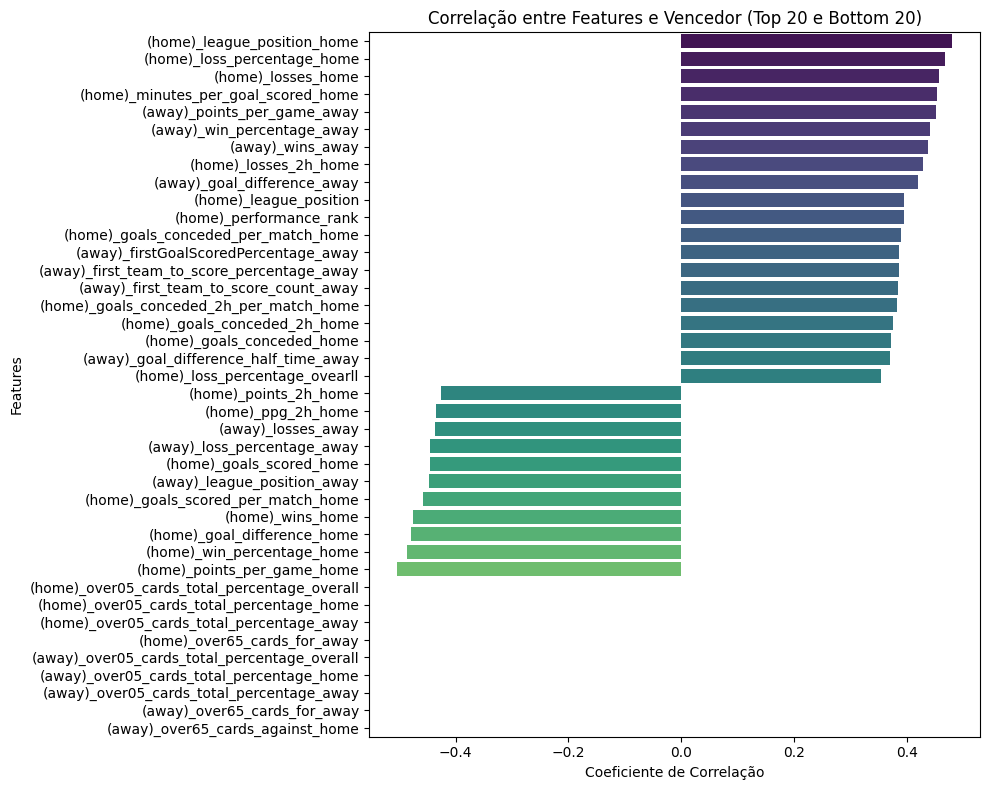 Correlação entre Features e Vencedor (Top 20 e Bottom 20)
Features
(home)_league_position_home
(home)_loss_percentage_home
(home)_losses_home
(home)_minutes_per_goal_scored_home
(away)_points_per_game_away
(away)_win_percentage_away
(away)_wins_away
(home)_losses_2h_home
(away)_goal_difference_away
(home)_league_position
(home)_performance_rank
(home)_goals_conceded_per_match_home
(away)_firstGoalScoredPercentage_away
(away)_first_team_to_score_percentage_away
(away)_first_team_to_score_count_away
(home)_goals_conceded_2h_per_match_home
(home)_goals_conceded_2h_home
(home)_goals_conceded_home
(away)_goal_difference_half_time_away
(home)_loss_percentage_ovearll
(home)_points_2h_home
(home)_ppg_2h_home
(away)_losses_away
(away)_loss_percentage_away
(home)_goals_scored_home
(away)_league_position_away
(home)_goals_scored_per_match_home
(home)_wins_home
(home)_goal_difference_home
(home)_win_percentage_home
(home)_points_per_game_home
(home)_over05_cards_total_percentage_overall
(home)_over05_cards_total_percentage_home
(home)_over05_cards_total_percentage_away
(home)_over65_cards_for_away
(away)_over05_cards_total_percentage_overall
(away)_over05_cards_total_percentage_home
(away)_over05_cards_total_percentage_away
(away)_over65_cards_for_away
(away)_over65_cards_against_home
−0.4 −0.2 0.0 0.2 0.4
Coeficiente de Correlação